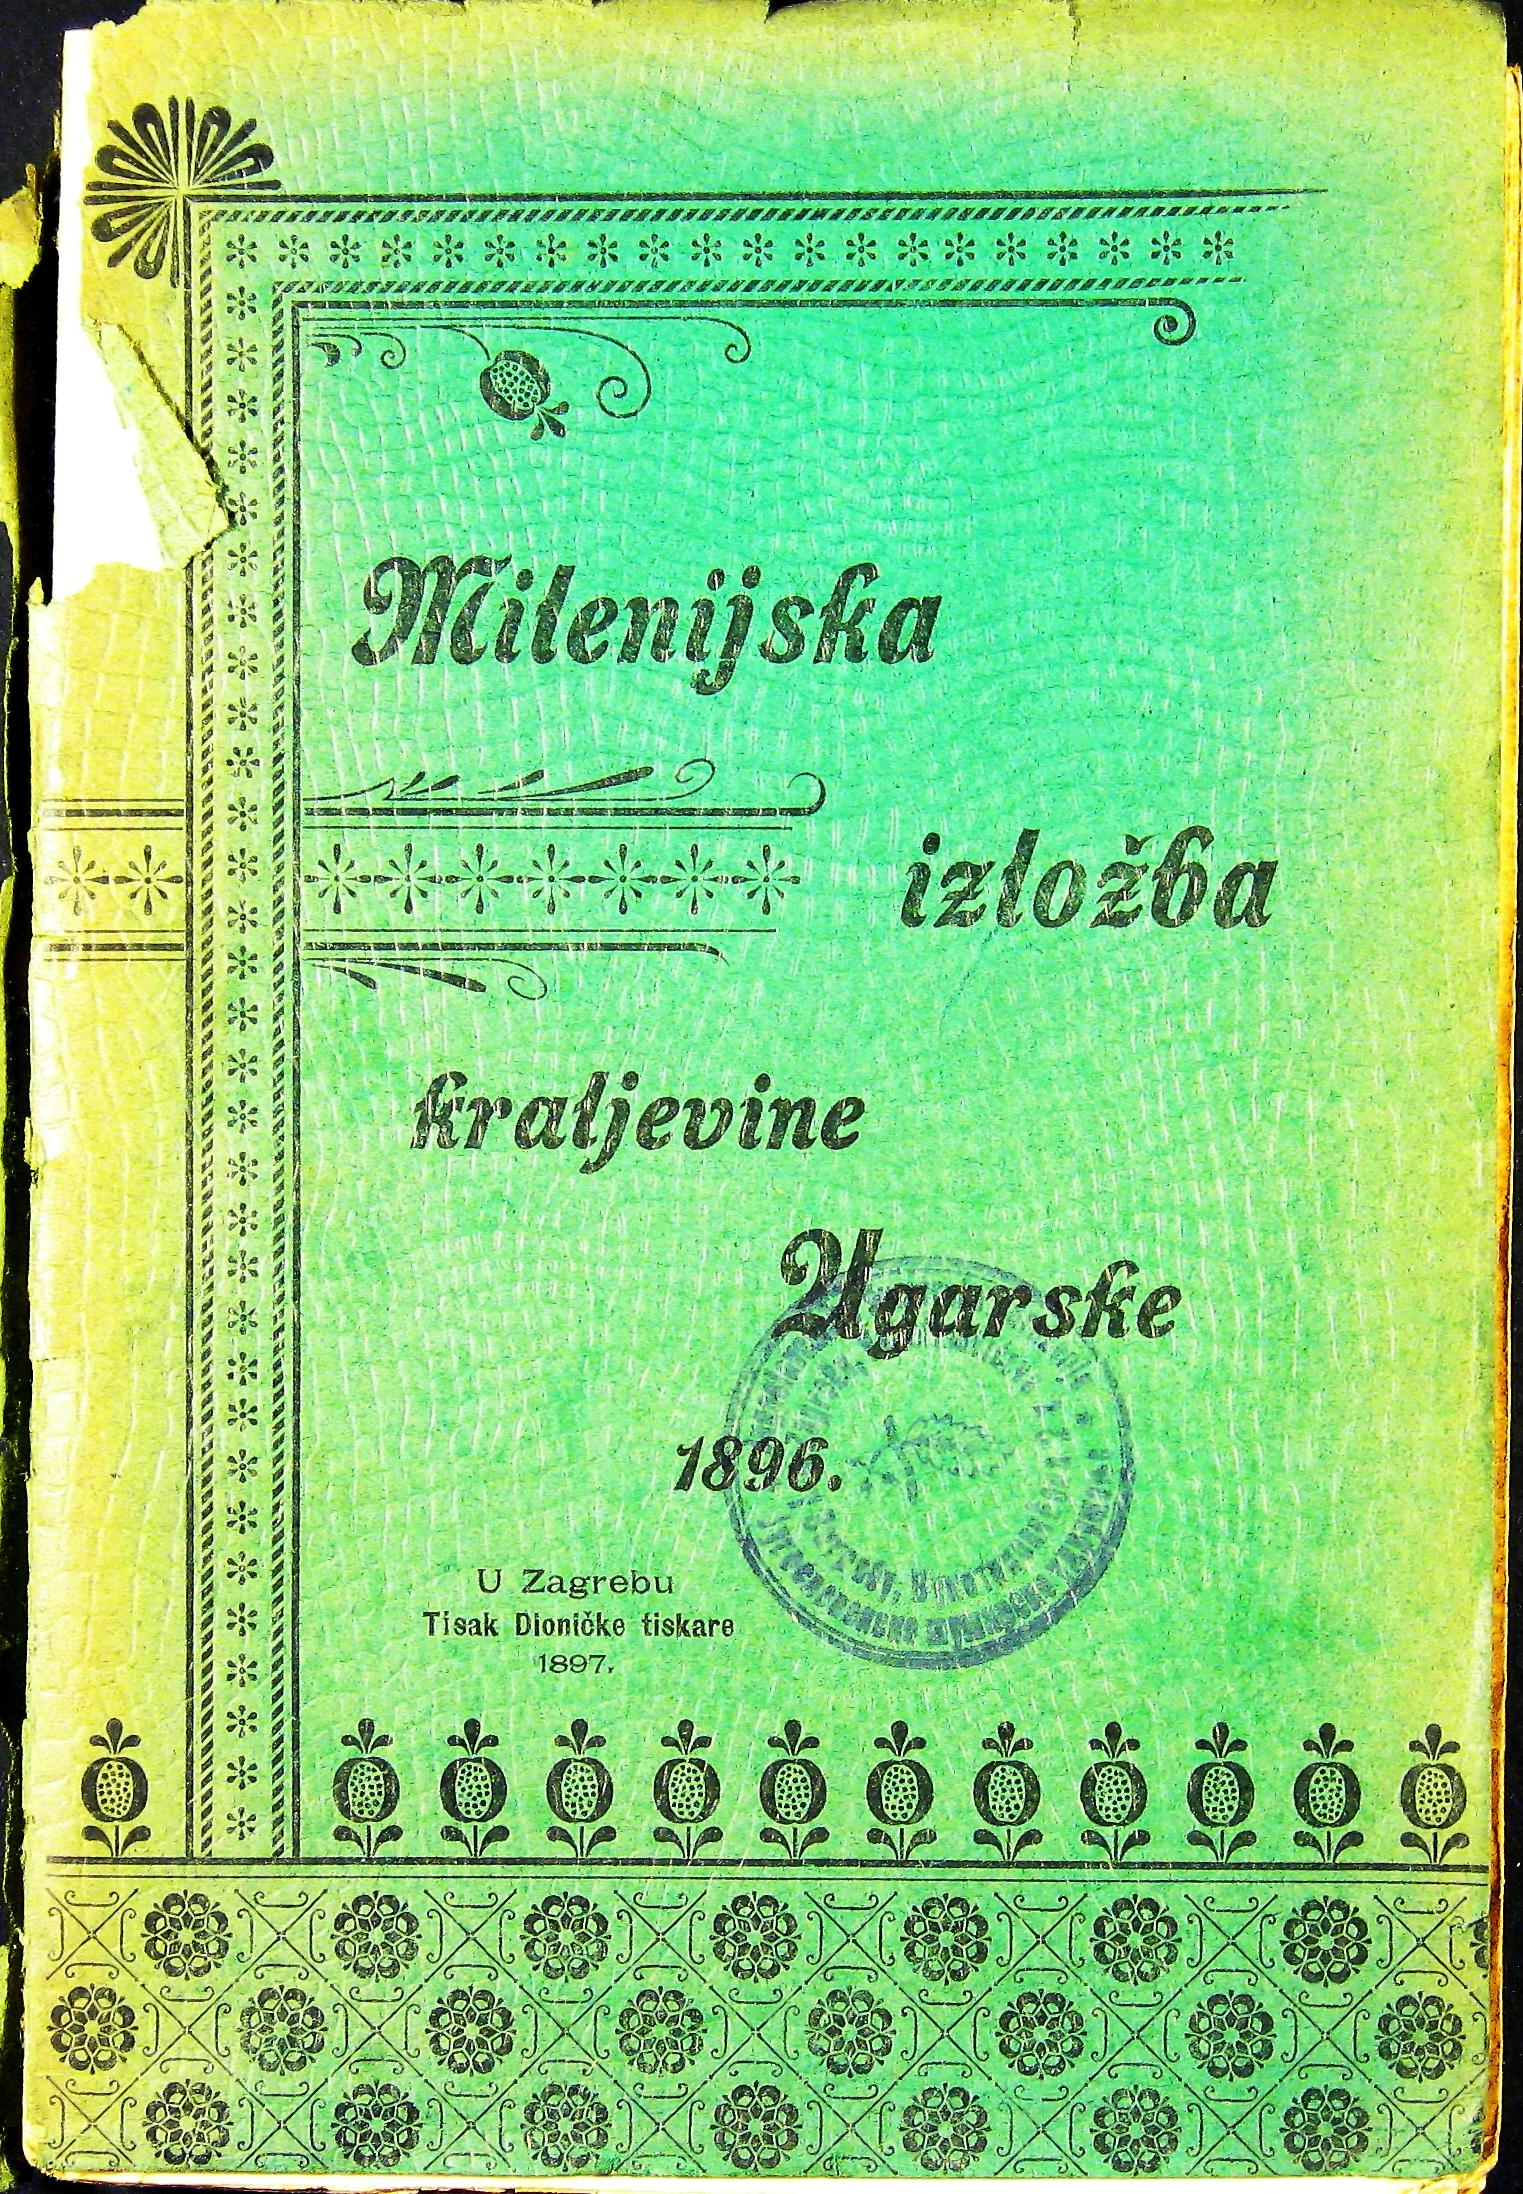 Milenijska
izložba
kraljevine
Ugarske
1896.
U Zagrebu
Tisak Dioničke tiskare
1897.